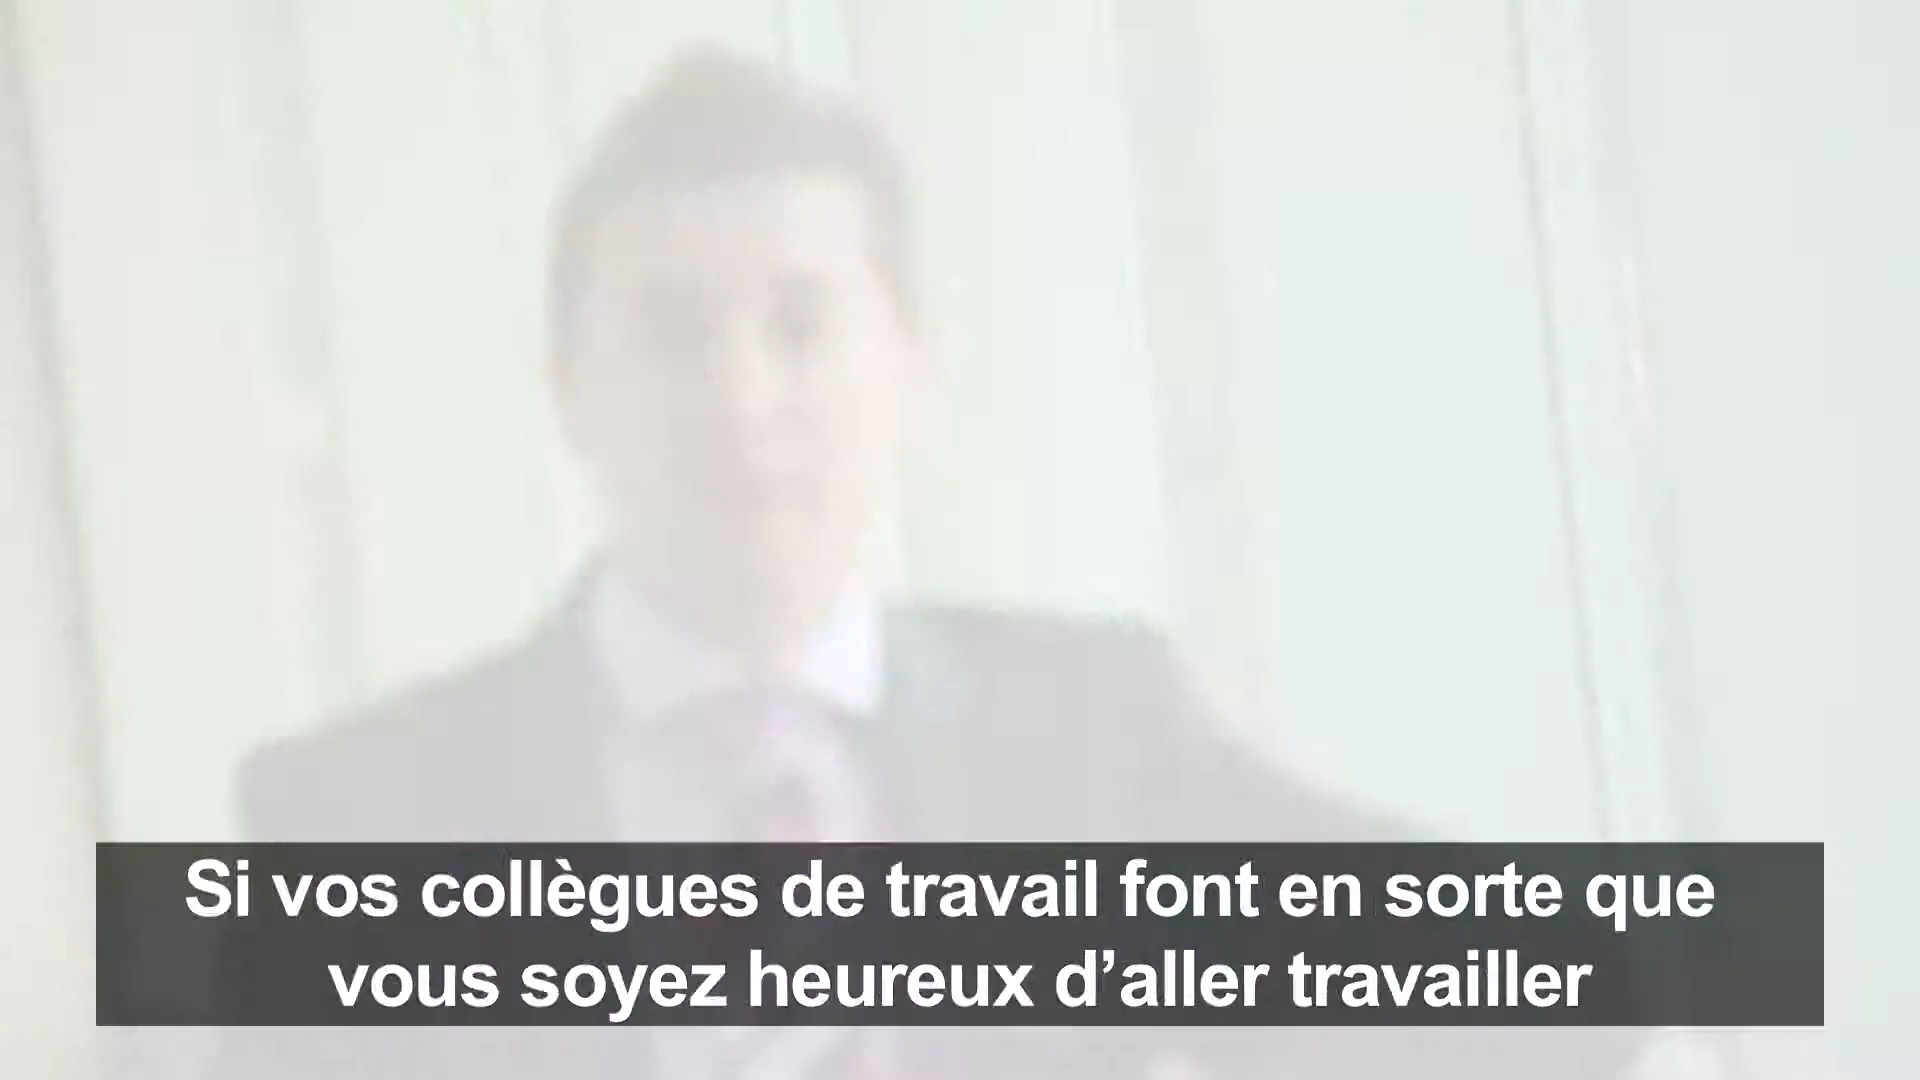 Si vos collègues de travail font en sorte que
vous soyez heureux d’aller travailler